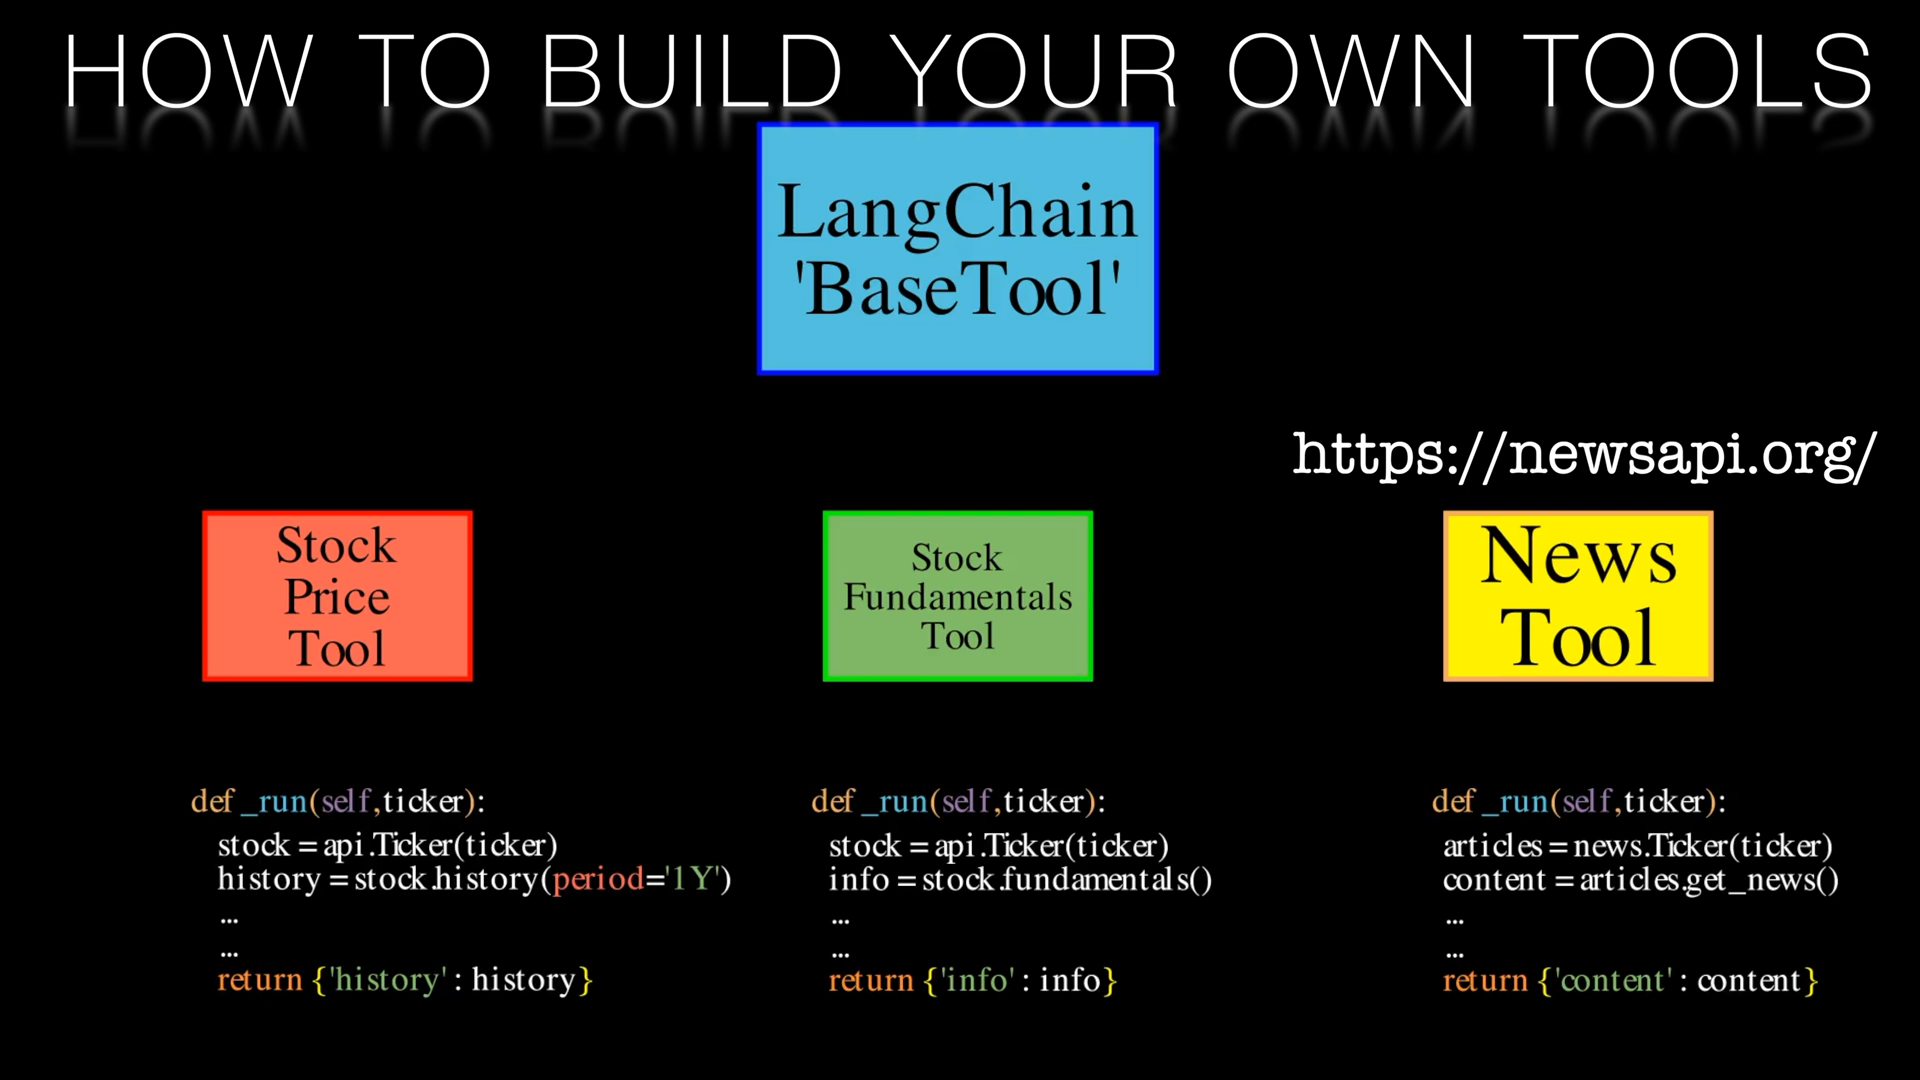 HOW TO BUILD YOUR OWN TOOLS
LangChain
'BaseTool'
https://newsapi.org/
Stock
Price
Tool
Stock
Fundamentals
Tool
News
Tool
def _run(self,ticker):
stock = api.Ticker(ticker)
history = stock.history(period='1Y')
...
...
return {'history' : history}
def _run(self,ticker):
stock = api.Ticker(ticker)
info = stock.fundamentals()
...
...
return {'info' : info}
def _run(self,ticker):
articles = news.Ticker(ticker)
content = articles.get_news()
...
...
return {'content' : content}